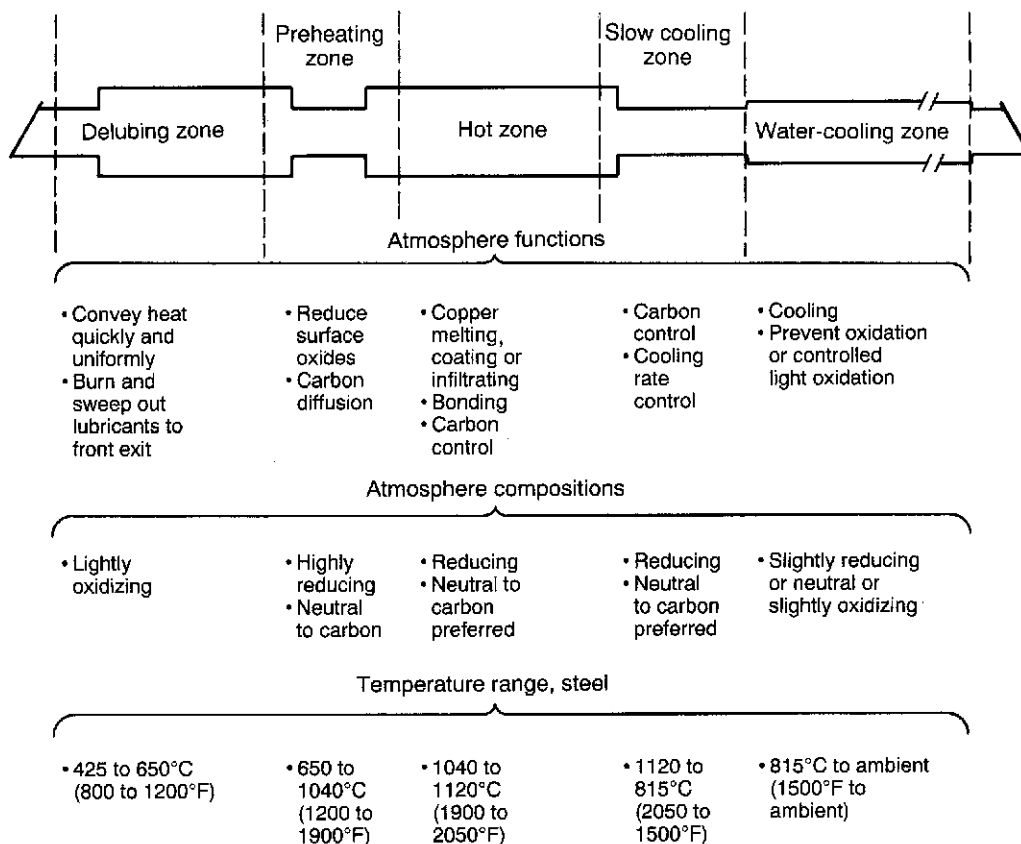 Preheating
zone
Slow cooling
zone
Delubing zone
Hot zone
Water-cooling zone
Atmosphere functions
• Convey heat
quickly and
uniformly
• Burn and
sweep out
lubricants to
front exit
• Reduce
surface
oxides
• Carbon
diffusion
• Copper
melting,
coating or
infiltrating
• Bonding
• Carbon
control
• Carbon
control
• Cooling
rate
control
• Cooling
• Prevent oxidation
or controlled
light oxidation
Atmosphere compositions
• Lightly
oxidizing
• Highly
reducing
• Neutral
to carbon
• Reducing
• Neutral to
carbon
preferred
• Reducing
• Neutral
to carbon
preferred
• Slightly reducing
or neutral or
slightly oxidizing
Temperature range, steel
• 425 to 650°C
(800 to 1200°F)
• 650 to
1040°C
(1200 to
1900°F)
• 1040 to
1120°C
(1900 to
2050°F)
• 1120 to
815°C
(2050 to
1500°F)
• 815°C to ambient
(1500°F to
ambient)